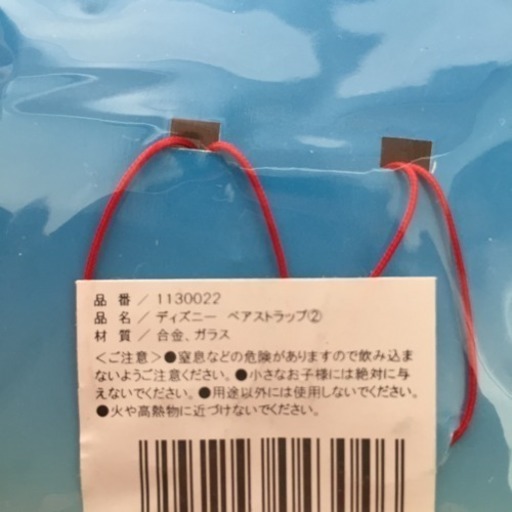 品 番 / 1130022
品 名 / ディズニー ペアストラップ②
材 質 / 合金、ガラス
＜ご注意＞●窒息などの危険がありますので飲み込ま
ないようご注意ください。●小さなお子様には絶対に与
えないでください。●用途以外には使用しないでください。
●火や高熱物に近づけないでください。